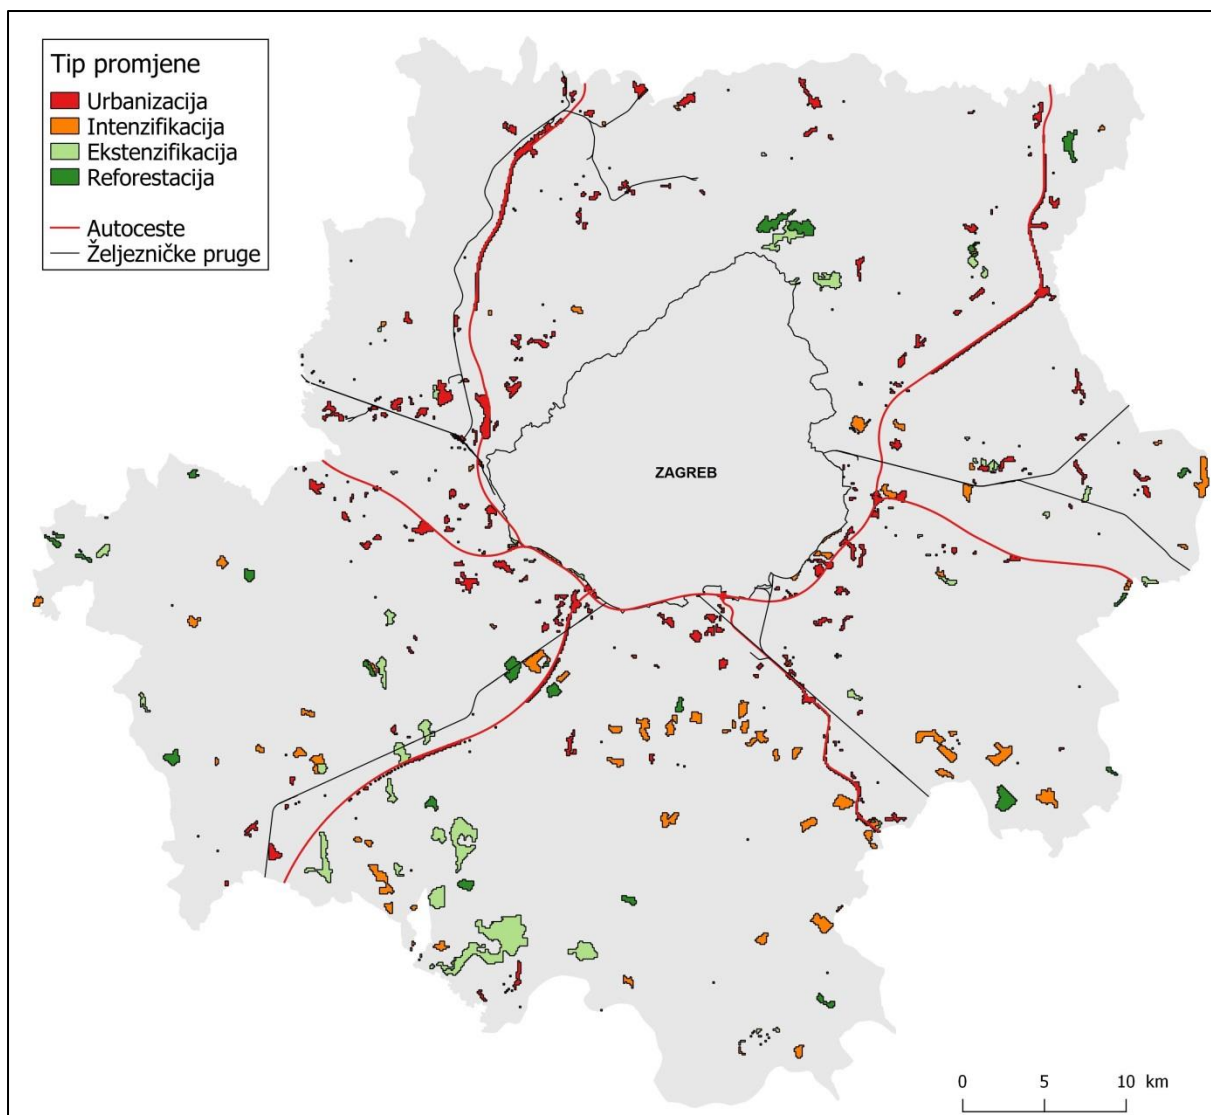 Tip promjene
Urbanizacija
Intenzifikacija
Ekstenzifikacija
Reforestacija
Autoceste
Željezničke pruge
ZAGREB
0 5 10 km